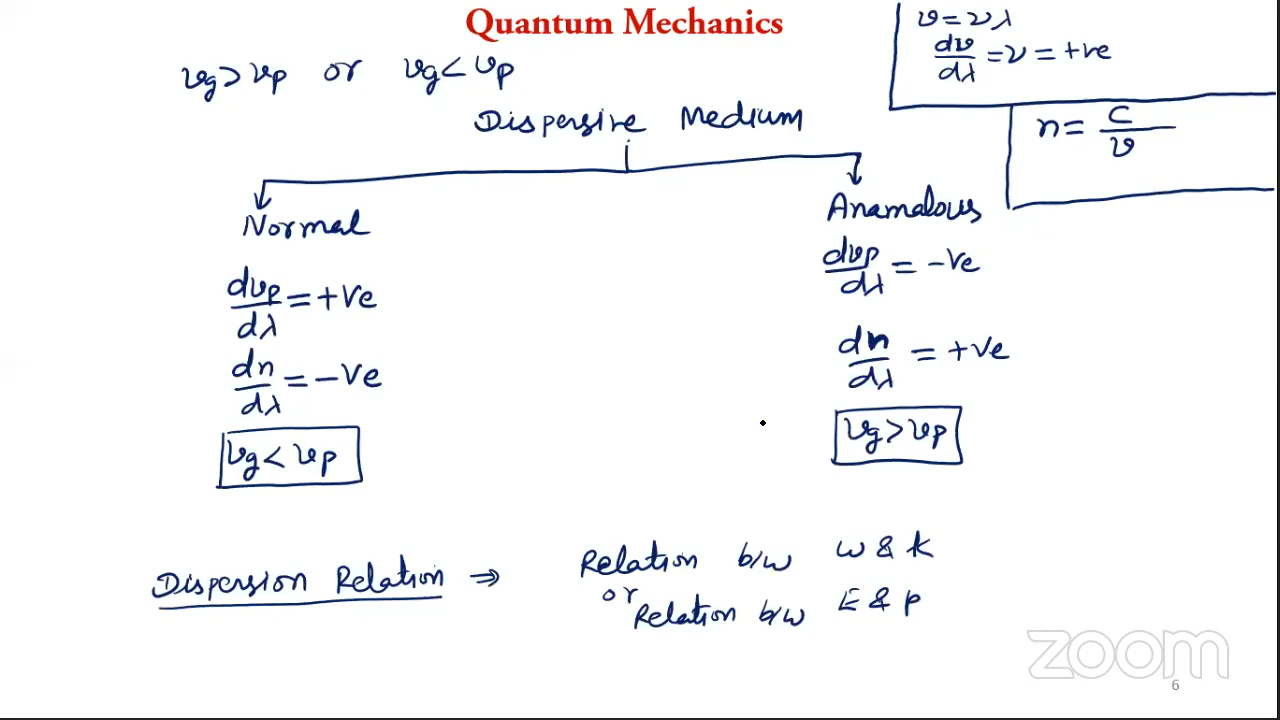 Quantum Mechanics
v = νλ
dv/dλ = ν = +ve
vg > vp or vg < vp
n = c/v
Dispersive Medium
Normal
Anamalous
dvp/dλ = +ve
dvp/dλ = -ve
dn/dλ = -ve
dn/dλ = +ve
vg < vp
vg > vp
Dispersion Relation ⇒ Relation b/w w & k
or
Relation b/w E & p
zoom
6